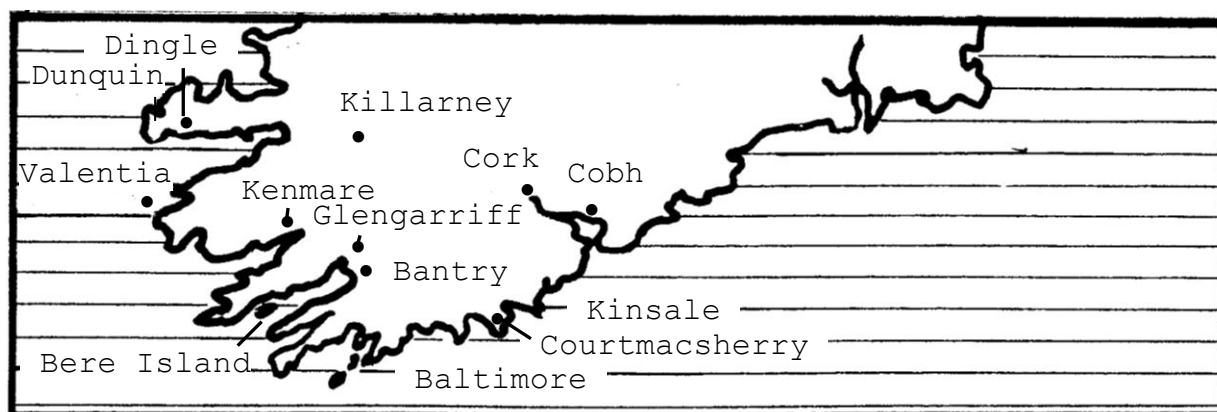 Dingle
Dunquin
Killarney
Valentia
Cork
Cobh
Kenmare
Glengarriff
Bantry
Kinsale
Bere Island
Courtmacsherry
Baltimore